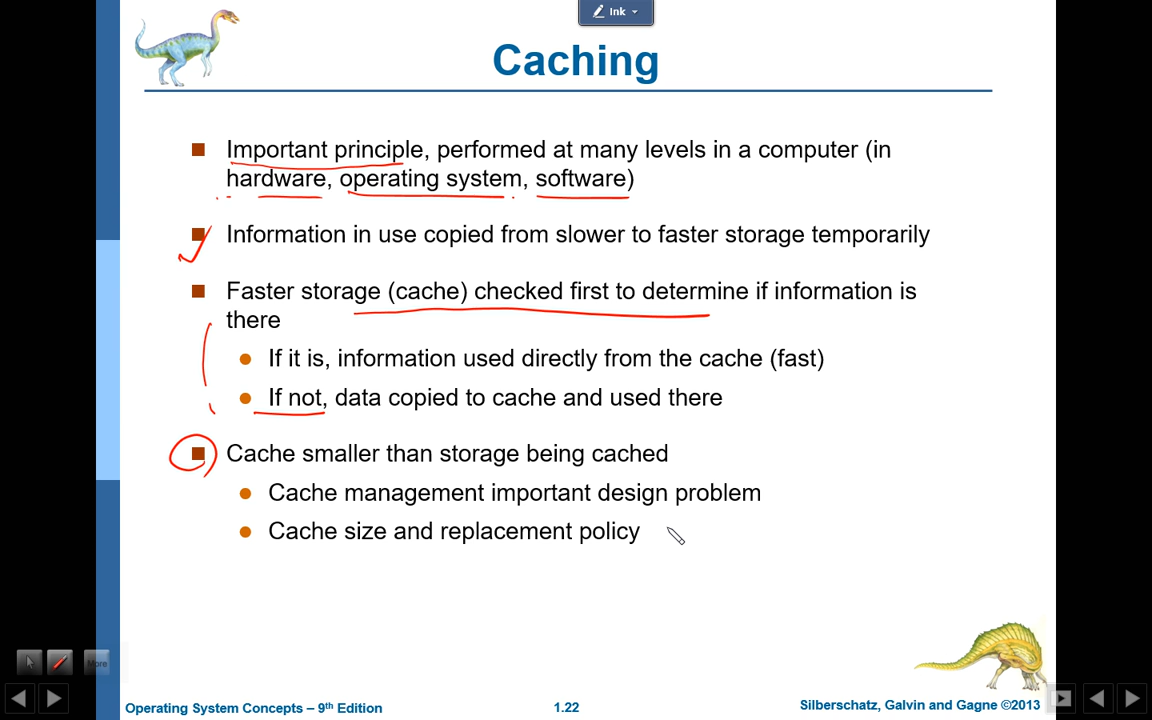 Ink
Caching
Important principle, performed at many levels in a computer (in
hardware, operating system, software)
Information in use copied from slower to faster storage temporarily
Faster storage (cache) checked first to determine if information is
there
If it is, information used directly from the cache (fast)
If not, data copied to cache and used there
Cache smaller than storage being cached
Cache management important design problem
Cache size and replacement policy
More
Operating System Concepts – 9th Edition
1.22
Silberschatz, Galvin and Gagne ©2013